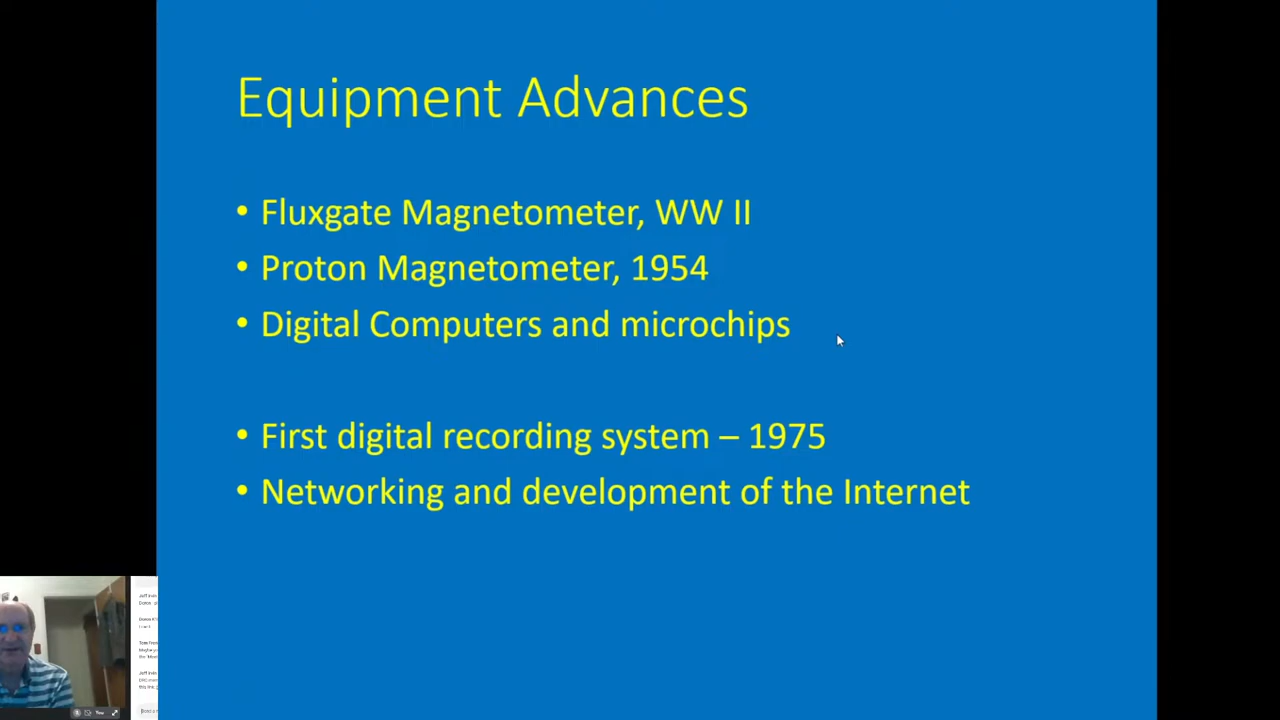 Equipment Advances
• Fluxgate Magnetometer, WW II
• Proton Magnetometer, 1954
• Digital Computers and microchips
• First digital recording system – 1975
• Networking and development of the Internet